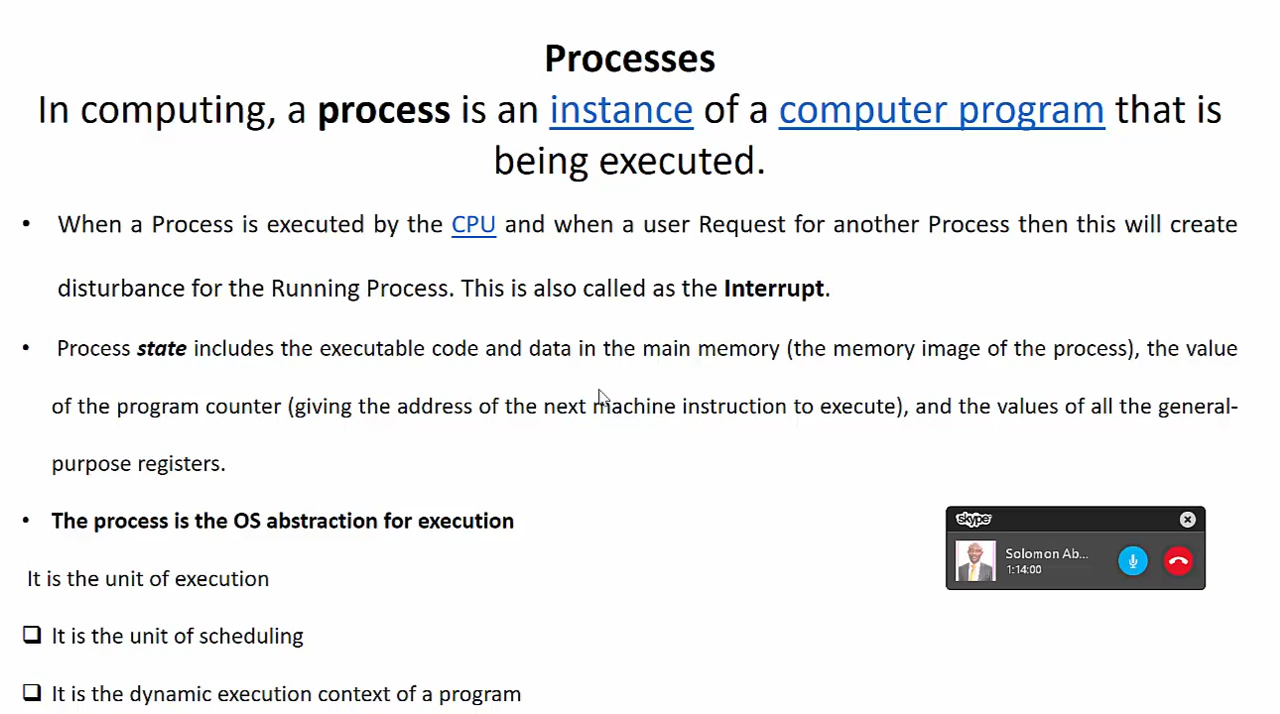 Processes
In computing, a process is an instance of a computer program that is
being executed.
• When a Process is executed by the CPU and when a user Request for another Process then this will create
disturbance for the Running Process. This is also called as the Interrupt.
• Process state includes the executable code and data in the main memory (the memory image of the process), the value
of the program counter (giving the address of the next machine instruction to execute), and the values of all the general-
purpose registers.
• The process is the OS abstraction for execution
skype
Solomon Ab...
1:14:00
It is the unit of execution
❑ It is the unit of scheduling
❑ It is the dynamic execution context of a program